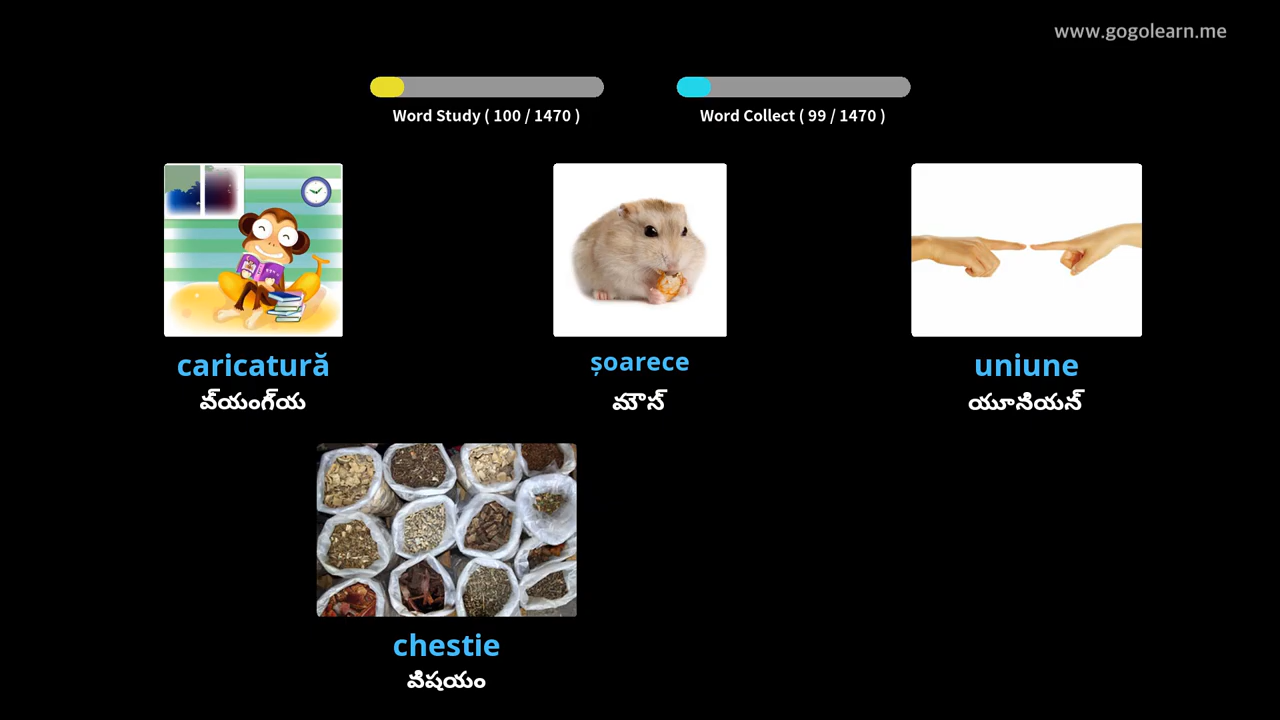 www.gogolearn.me
Word Study ( 100 / 1470 )
Word Collect ( 99 / 1470 )
caricatură
వ్యంగ్య
șoarece
మౌస్
uniune
యూనియన్
chestie
విషయం